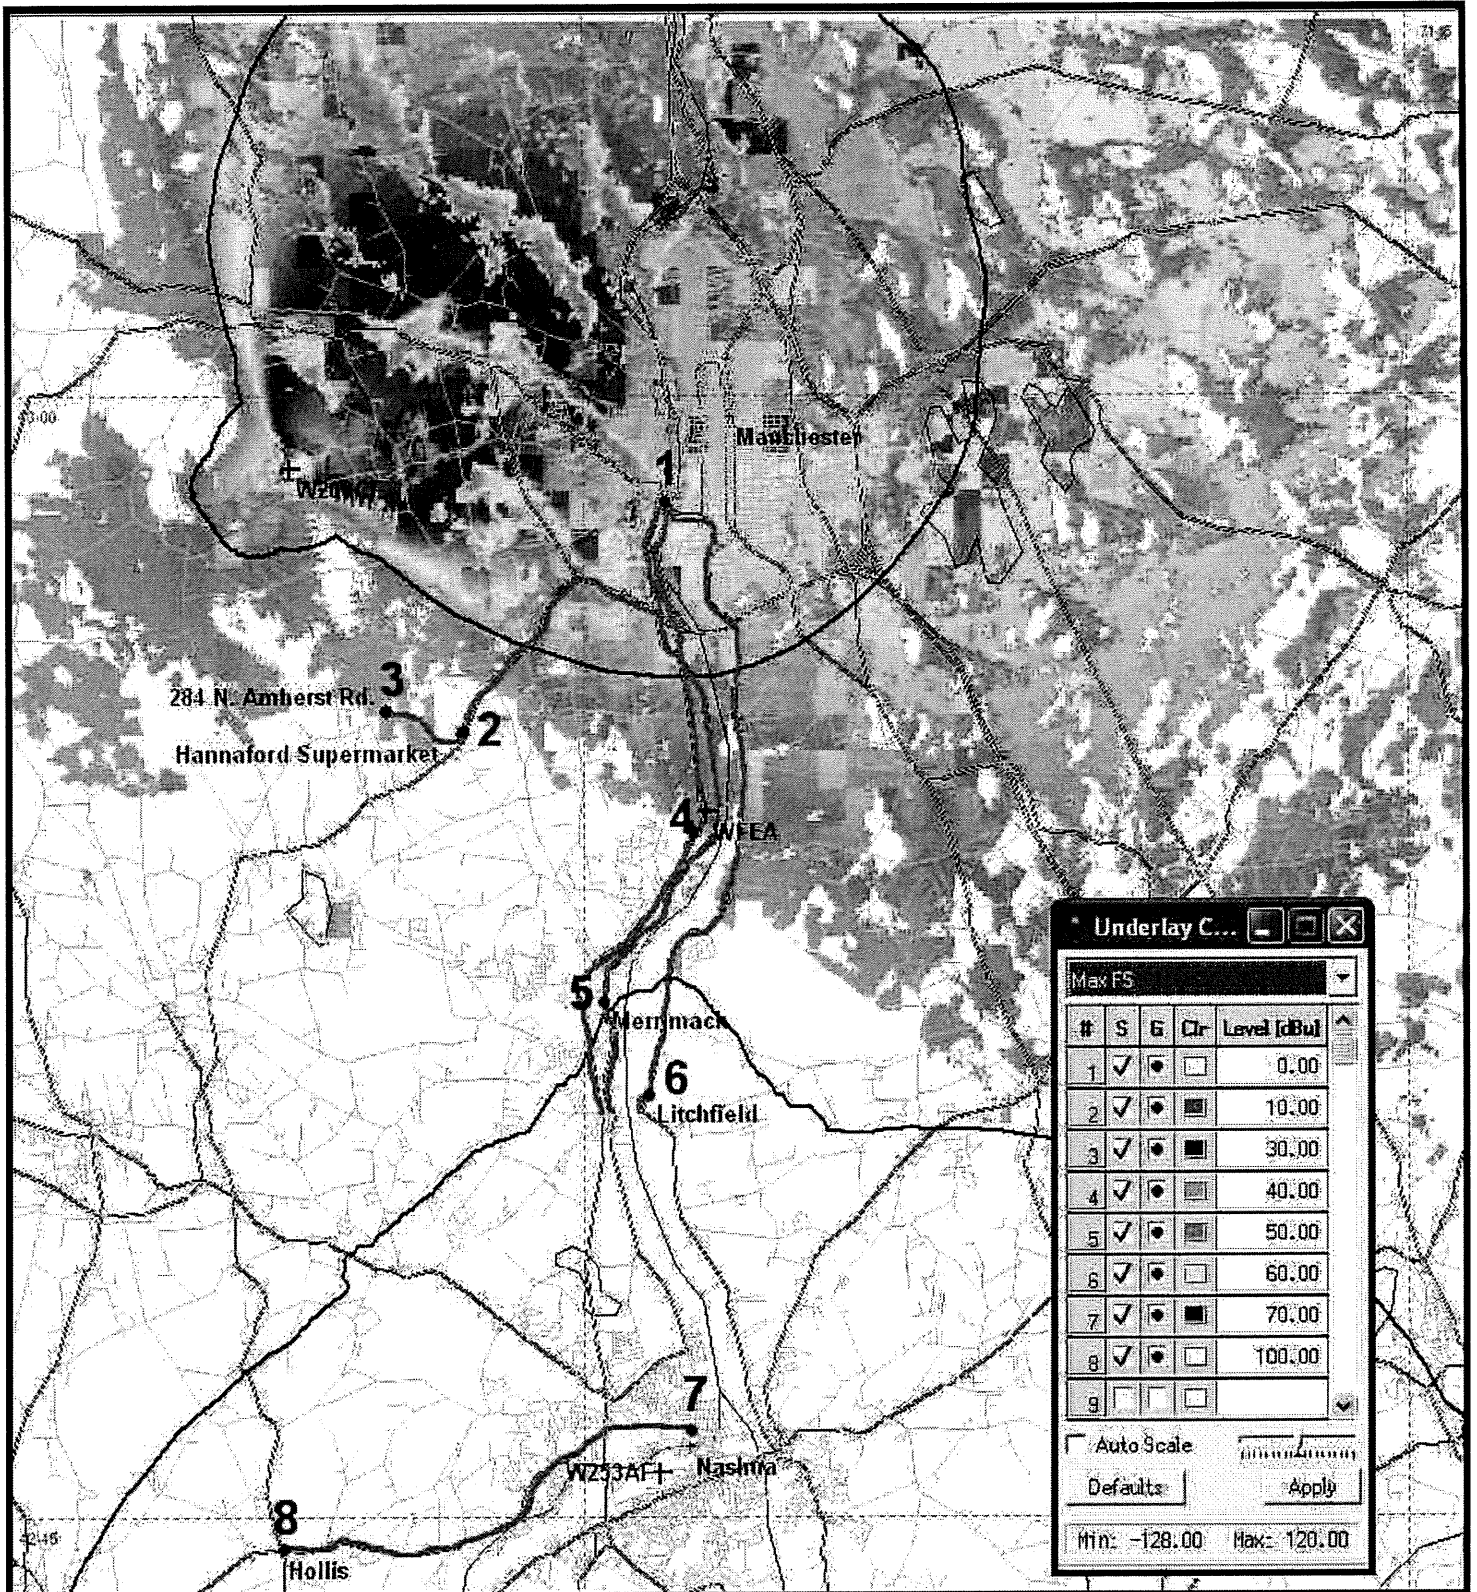 Manchester
1
284 N. Amherst Rd.
3
2
Hannaford Supermarket
4
WFEA
5
Merrimack
6
Litchfield
7
Nashua
W253AF
8
Hollis
42-45
Underlay C...
Max FS
# S G Clr Level [dBu]
1 0.00
2 10.00
3 30.00
4 40.00
5 50.00
6 60.00
7 70.00
8 100.00
9
Auto Scale
Defaults Apply
Min: -128.00 Max: 120.00